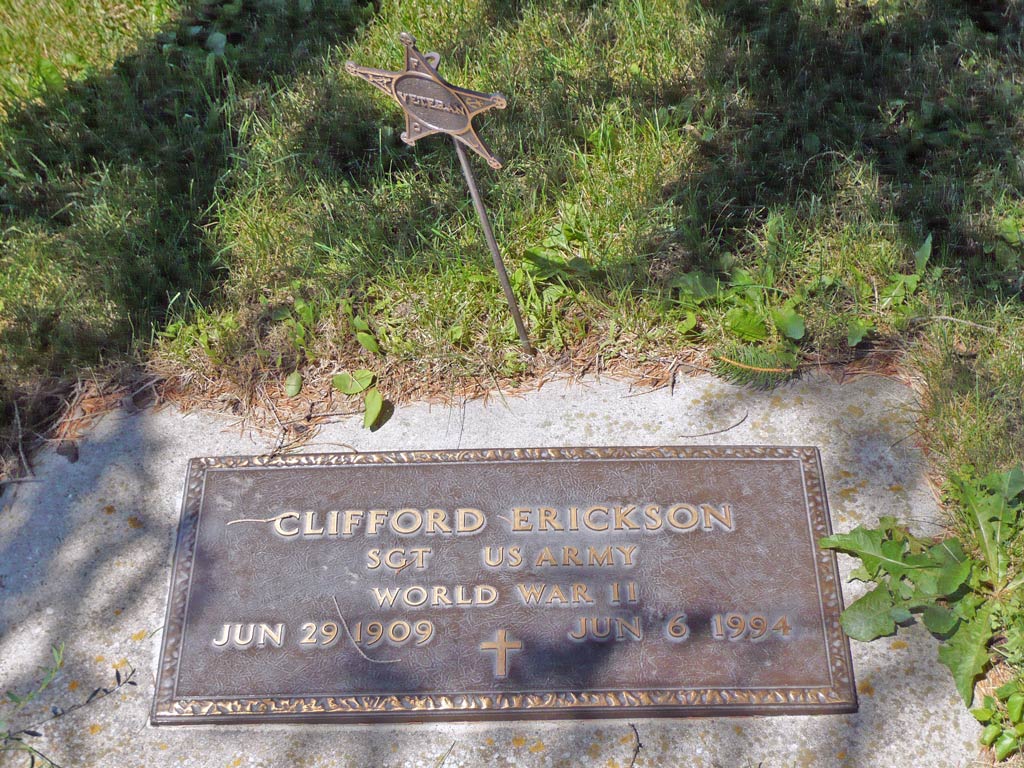 VETERAN
CLIFFORD ERICKSON
SGT US ARMY
WORLD WAR II
JUN 29 1909 JUN 6 1994